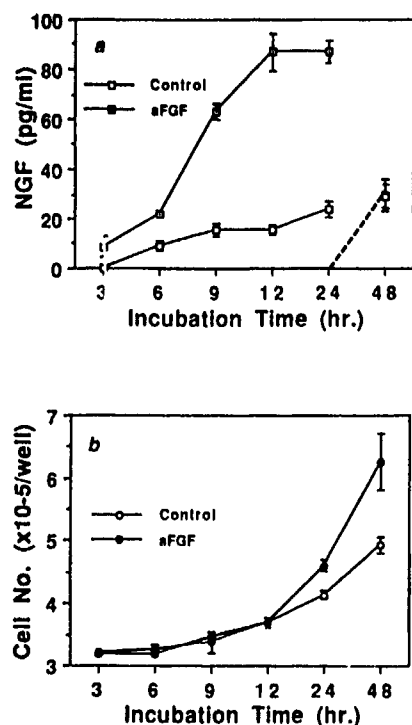 a
100
80
60
40
20
0
NGF (pg/ml)
Control
aFGF
3 6 9 12 24 48
Incubation Time (hr.)
b
7
6
5
4
3
Cell No. (x10-5/well)
Control
aFGF
3 6 9 12 24 48
Incubation Time (hr.)